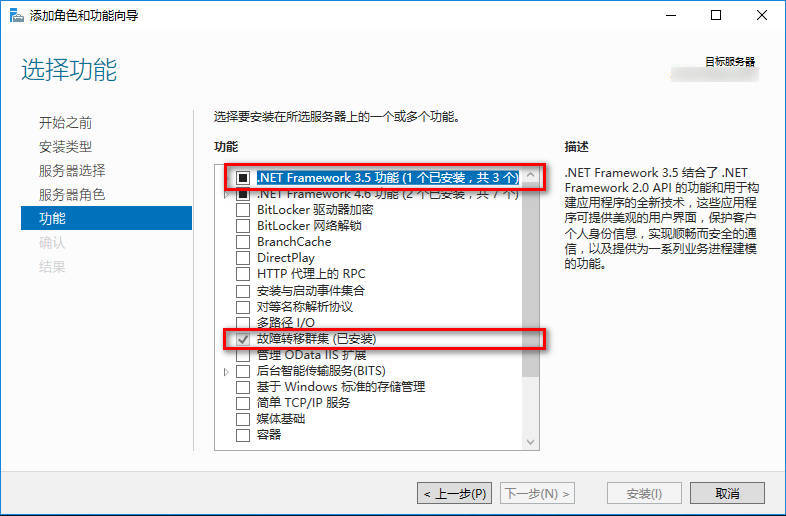 添加角色和功能向导
选择功能
目标服务器
开始之前
安装类型
服务器选择
服务器角色
功能
确认
结果
选择要安装在所选服务器上的一个或多个功能。
功能
.NET Framework 3.5 功能 (1 个已安装，共 3 个)
.NET Framework 4.6 功能 (2 个已安装，共 7 个)
BitLocker 驱动器加密
BitLocker 网络解锁
BranchCache
DirectPlay
HTTP 代理上的 RPC
安装与启动事件集合
对等名称解析协议
多路径 I/O
故障转移群集 (已安装)
管理 OData IIS 扩展
后台智能传输服务(BITS)
基于 Windows 标准的存储管理
简单 TCP/IP 服务
媒体基础
容器
描述
.NET Framework 3.5 结合了 .NET
Framework 2.0 API 的功能和用于构
建应用程序的全新技术，这些应用程
序可提供美观的用户界面，保护客户
个人身份信息，实现顺畅而安全的通
信，以及提供为一系列业务进程建模
的功能。
< 上一步(P)
下一步(N) >
安装(I)
取消